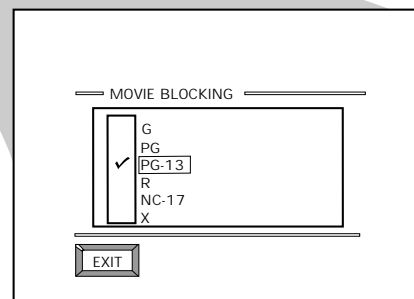 MOVIE BLOCKING
G
PG
✓ PG-13
R
NC-17
X
EXIT